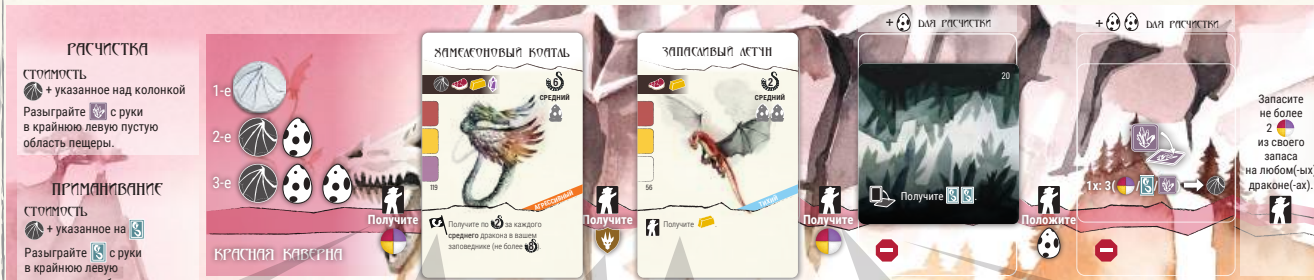 РАСЧИСТКА
СТОИМОСТЬ
+ указанное над колонкой
Разыграйте с руки
в крайнюю левую пустую
область пещеры.
ПРИМАНИВАНИЕ
СТОИМОСТЬ
+ указанное на
Разыграйте с руки
в крайнюю левую
1-е
2-е
3-е
КРАСНАЯ КАВЕРНА
Получите
ХАМЕЛЕОНОВЫЙ КОАТЛЬ
6
СРЕДНИЙ
119
АГРЕССИВНЫЙ
Получите по 2 за каждого
среднего дракона в вашем
заповеднике (не более 6).
Получите
ЗАПАСЛИВЫЙ ЛЕТУН
2
СРЕДНИЙ
56
ТИХИЙ
Получите
Получите
+ ДЛЯ РАСЧИСТКИ
20
Получите
Положите
+ ДЛЯ РАСЧИСТКИ
1x: 3( / /
Запасите
не более
2
из своего
запаса
на любом(-ых)
драконе(-ах).